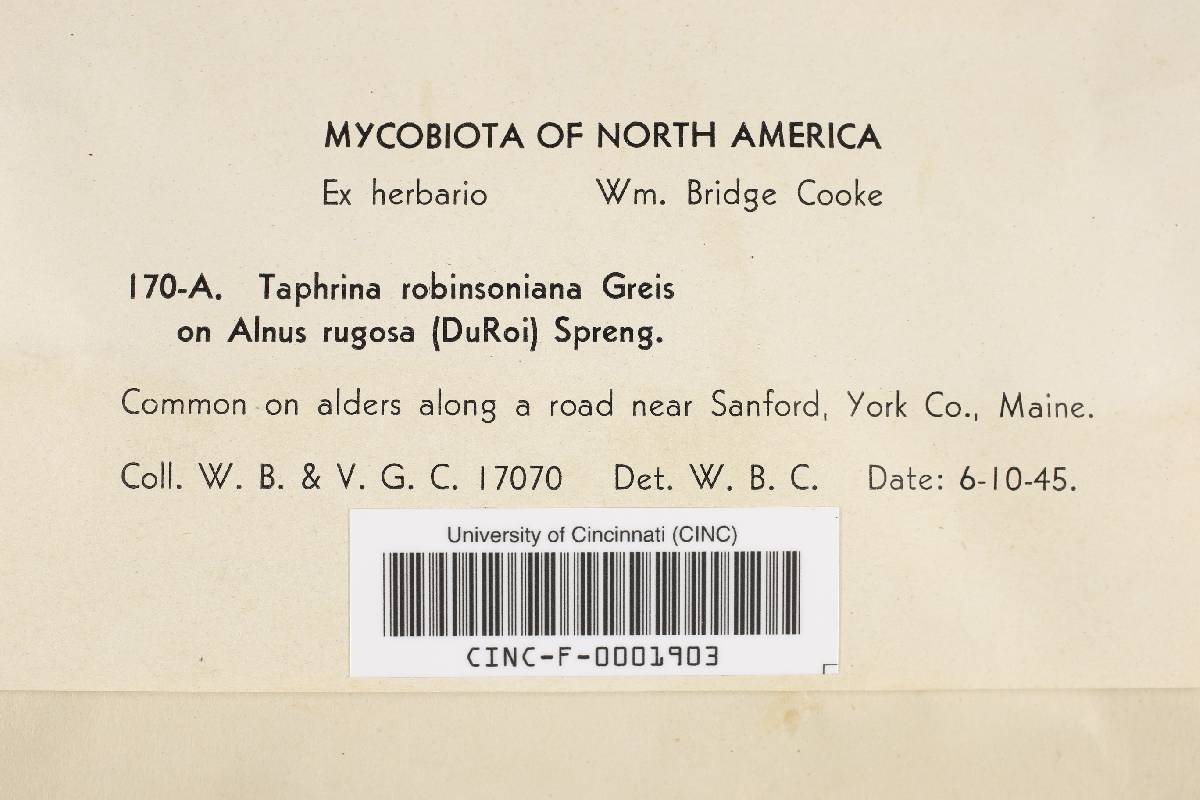 MYCOBIOTA OF NORTH AMERICA
Ex herbario Wm. Bridge Cooke
170-A. Taphrina robinsoniana Greis
on Alnus rugosa (DuRoi) Spreng.
Common on alders along a road near Sanford, York Co., Maine.
Coll. W. B. & V. G. C. 17070 Det. W. B. C. Date: 6-10-45.
University of Cincinnati (CINC)
CINC-F-0001903